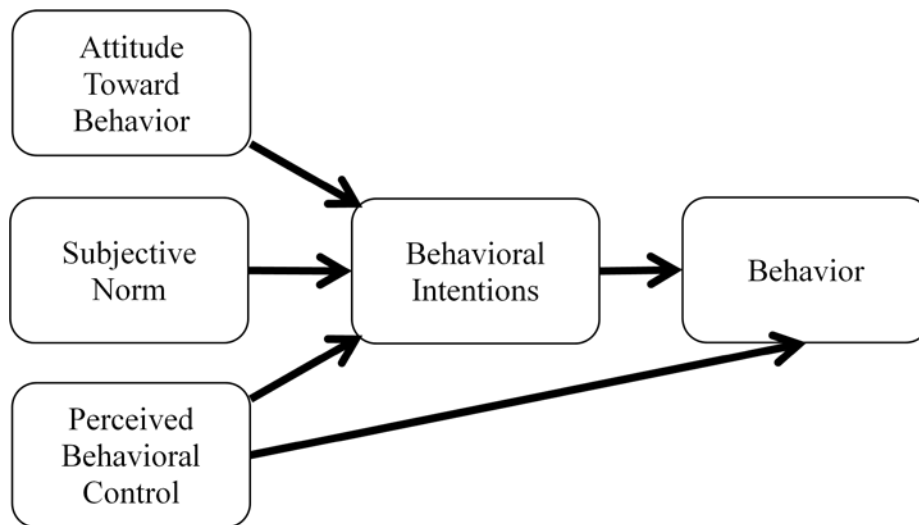 Attitude
Toward
Behavior
Subjective
Norm
Behavioral
Intentions
Behavior
Perceived
Behavioral
Control